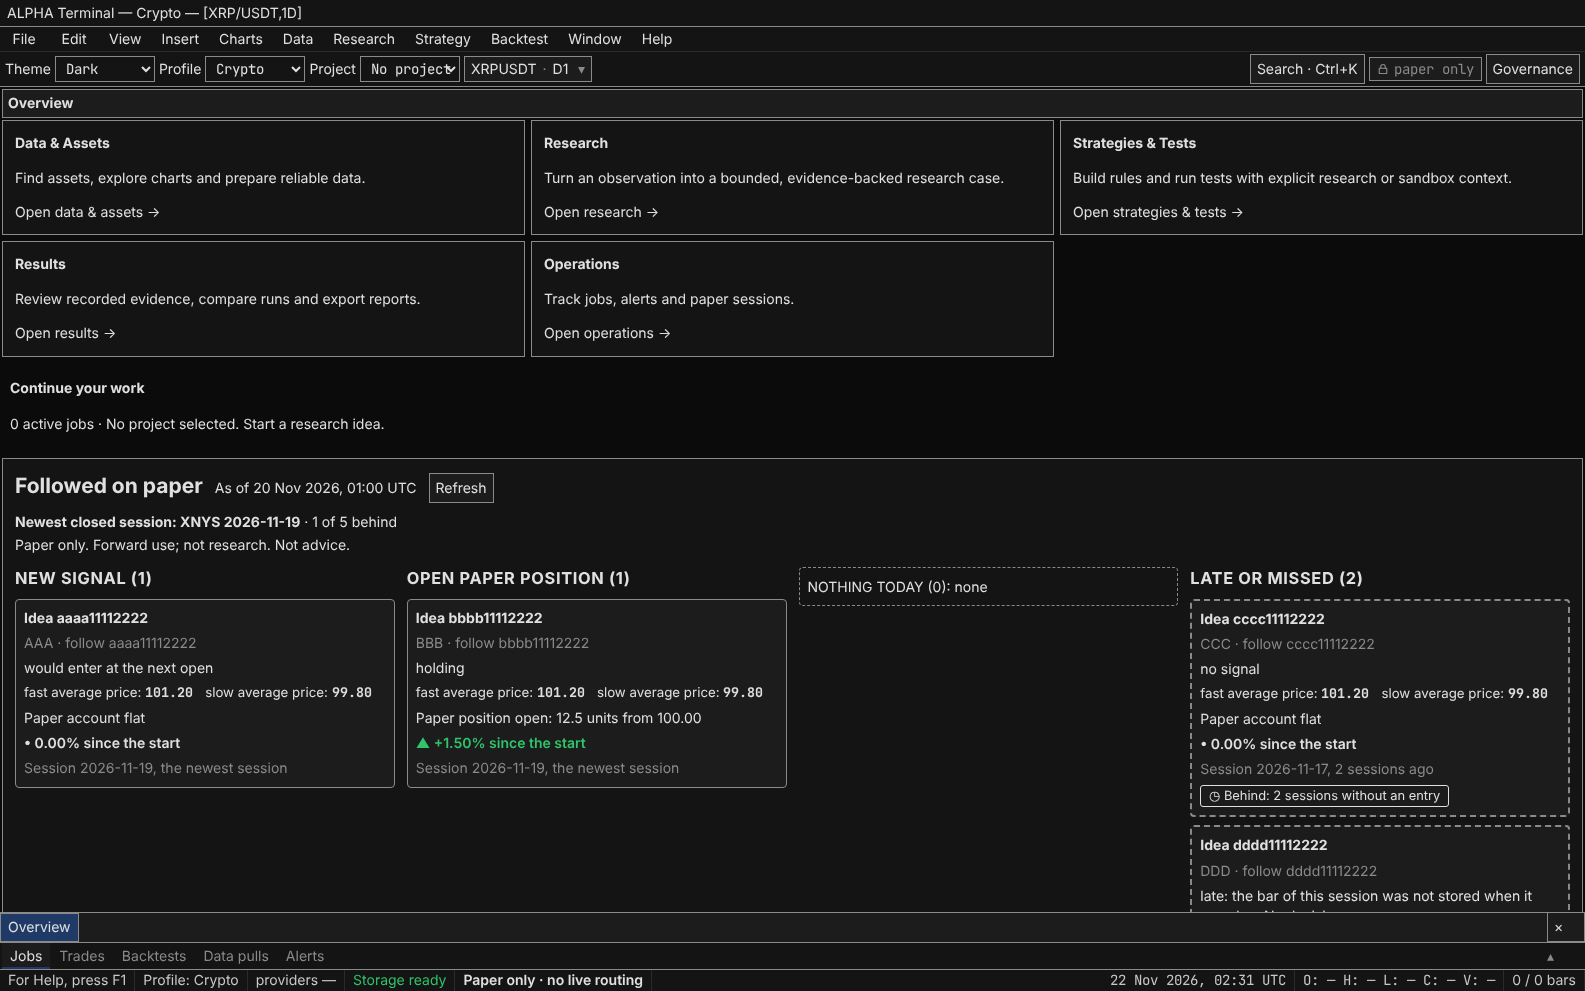 ALPHA Terminal — Crypto — [XRP/USDT,1D]
File Edit View Insert Charts Data Research Strategy Backtest Window Help
Theme Dark Profile Crypto Project No project XRPUSDT · D1 ▾ Search · Ctrl+K paper only Governance
Overview
Data & Assets
Find assets, explore charts and prepare reliable data.
Open data & assets →
Research
Turn an observation into a bounded, evidence-backed research case.
Open research →
Strategies & Tests
Build rules and run tests with explicit research or sandbox context.
Open strategies & tests →
Results
Review recorded evidence, compare runs and export reports.
Open results →
Operations
Track jobs, alerts and paper sessions.
Open operations →
Continue your work
0 active jobs · No project selected. Start a research idea.
Followed on paper As of 20 Nov 2026, 01:00 UTC Refresh
Newest closed session: XNYS 2026-11-19 · 1 of 5 behind
Paper only. Forward use; not research. Not advice.
NEW SIGNAL (1)
Idea aaaa11112222
AAA · follow aaaa11112222
would enter at the next open
fast average price: 101.20 slow average price: 99.80
Paper account flat
• 0.00% since the start
Session 2026-11-19, the newest session
OPEN PAPER POSITION (1)
Idea bbbb11112222
BBB · follow bbbb11112222
holding
fast average price: 101.20 slow average price: 99.80
Paper position open: 12.5 units from 100.00
▲ +1.50% since the start
Session 2026-11-19, the newest session
NOTHING TODAY (0): none
LATE OR MISSED (2)
Idea cccc11112222
CCC · follow cccc11112222
no signal
fast average price: 101.20 slow average price: 99.80
Paper account flat
• 0.00% since the start
Session 2026-11-17, 2 sessions ago
◷ Behind: 2 sessions without an entry
Idea dddd11112222
DDD · follow dddd11112222
late: the bar of this session was not stored when it
Overview ×
Jobs Trades Backtests Data pulls Alerts ▲
For Help, press F1 Profile: Crypto providers — Storage ready Paper only · no live routing 22 Nov 2026, 02:31 UTC O: — H: — L: — C: — V: — 0 / 0 bars